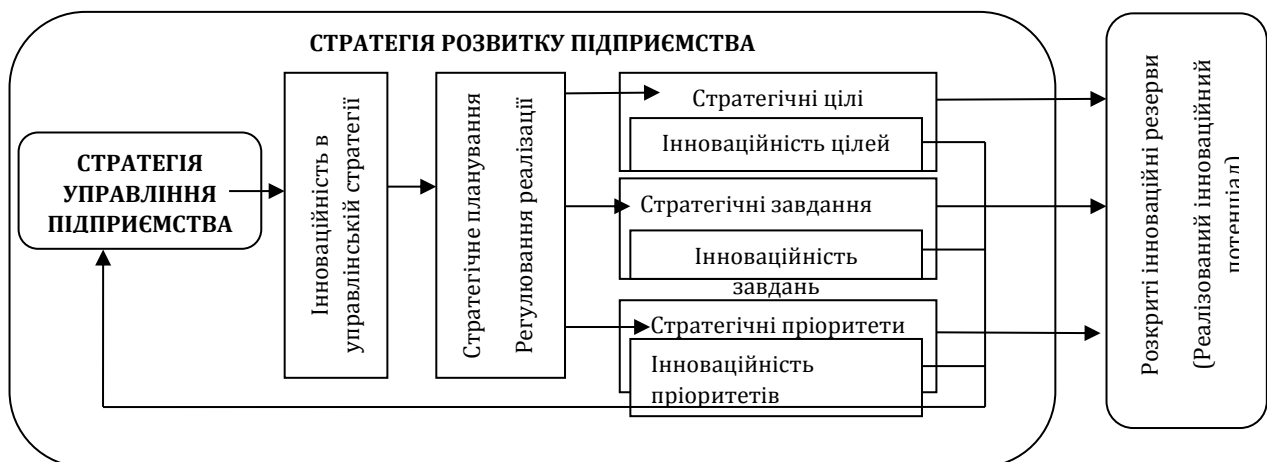 СТРАТЕГІЯ РОЗВИТКУ ПІДПРИЄМСТВА
СТРАТЕГІЯ
УПРАВЛІННЯ
ПІДПРИЄМСТВА
Інноваційність в
управлінській стратегії
Стратегічне планування
Регулювання реалізації
Стратегічні цілі
Інноваційність цілей
Стратегічні завдання
Інноваційність
завдань
Стратегічні пріоритети
Інноваційність
пріоритетів
Розкриті інноваційні резерви
(Реалізований інноваційний
потенціал)